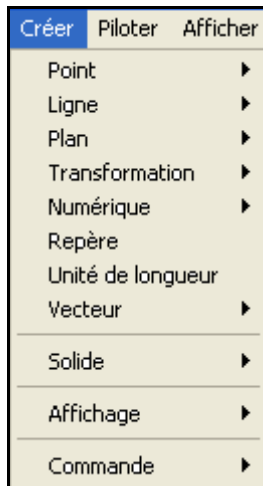 Créer Piloter Afficher
Point
Ligne
Plan
Transformation
Numérique
Repère
Unité de longueur
Vecteur
Solide
Affichage
Commande